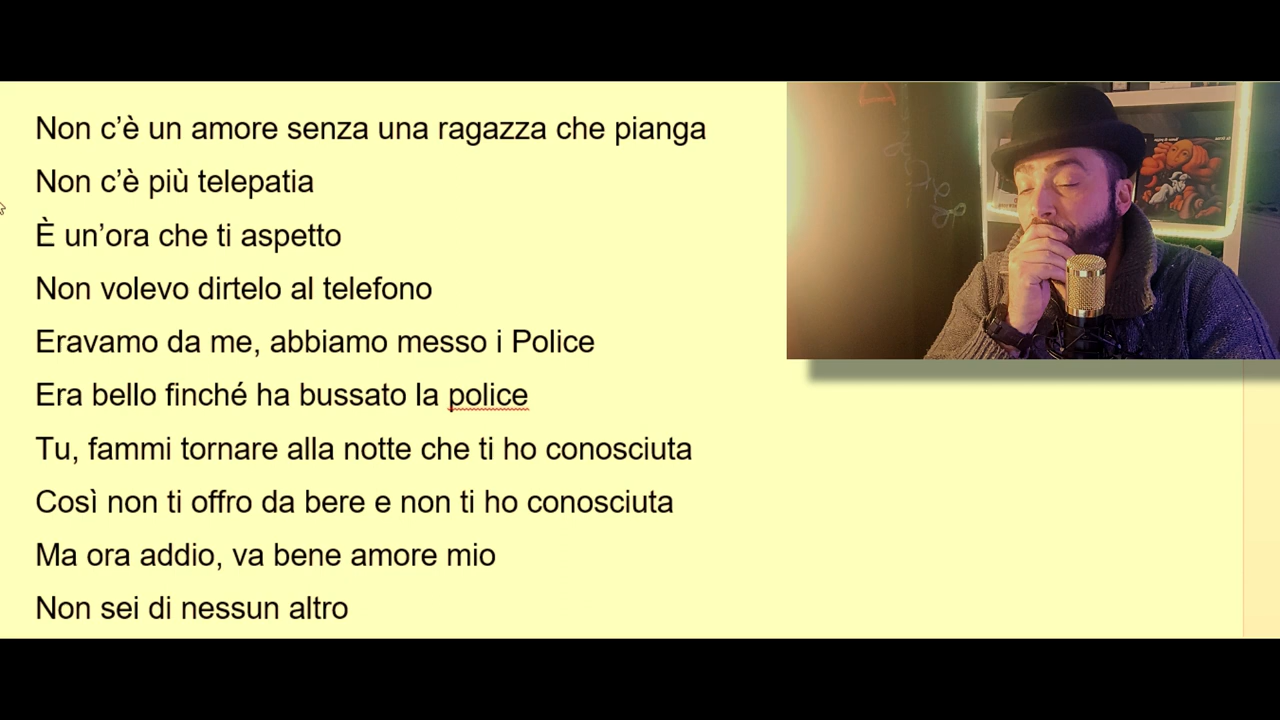 Non c’è un amore senza una ragazza che pianga
Non c’è più telepatia
È un’ora che ti aspetto
Non volevo dirtelo al telefono
Eravamo da me, abbiamo messo i Police
Era bello finché ha bussato la police
Tu, fammi tornare alla notte che ti ho conosciuta
Così non ti offro da bere e non ti ho conosciuta
Ma ora addio, va bene amore mio
Non sei di nessun altro